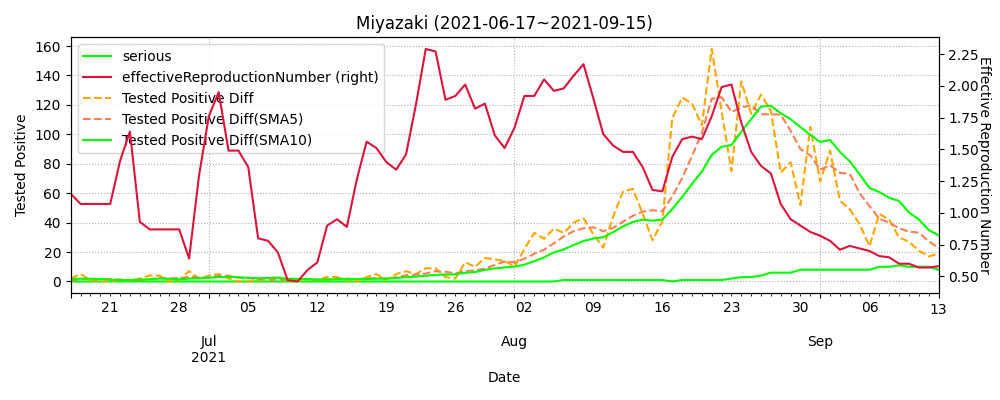 Miyazaki (2021-06-17~2021-09-15)
serious
effectiveReproductionNumber (right)
Tested Positive Diff
Tested Positive Diff(SMA5)
Tested Positive Diff(SMA10)
Tested Positive
160
140
120
100
80
60
40
20
0
2.25
2.00
1.75
1.50
1.25
1.00
0.75
0.50
Effective Reproduction Number
21 28 05 12 19 26 02 09 16 23 30 06 13
Jul Aug Sep
2021
Date